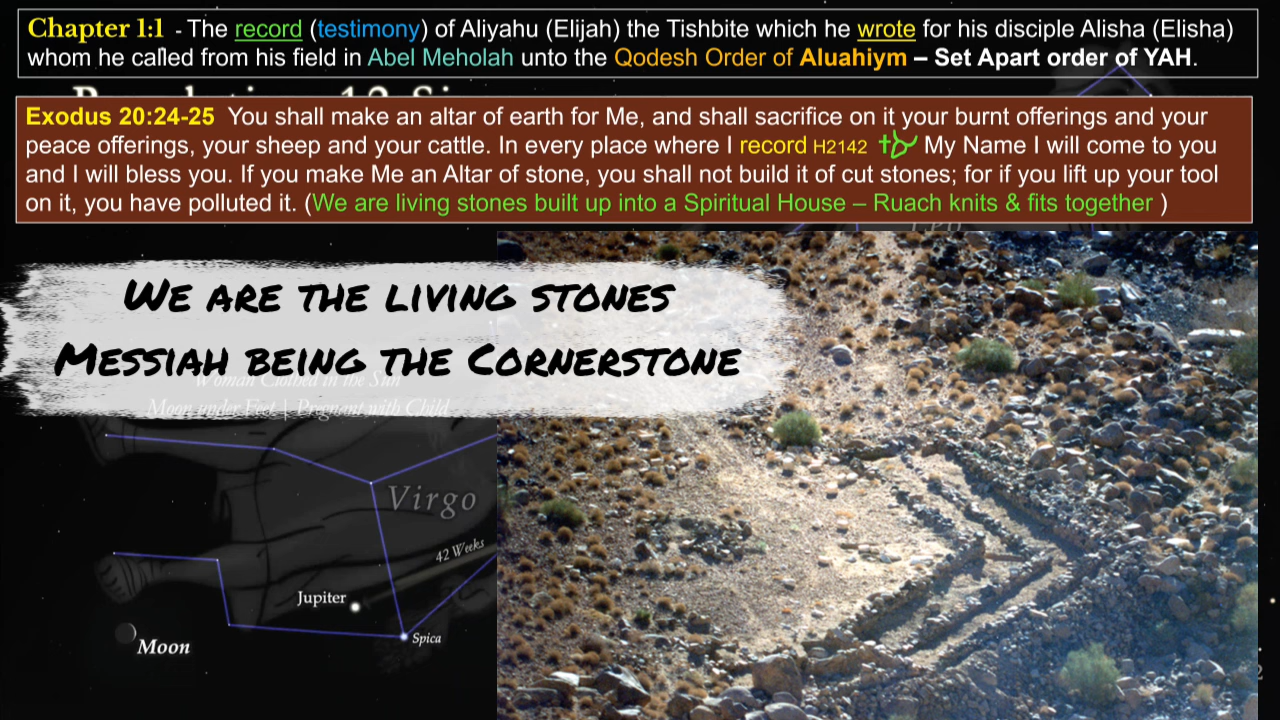 Chapter 1:1 - The record (testimony) of Aliyahu (Elijah) the Tishbite which he wrote for his disciple Alisha (Elisha)
whom he called from his field in Abel Meholah unto the Qodesh Order of Aluahiym – Set Apart order of YAH.
Exodus 20:24-25 You shall make an altar of earth for Me, and shall sacrifice on it your burnt offerings and your
peace offerings, your sheep and your cattle. In every place where I record H2142 My Name I will come to you
and I will bless you. If you make Me an Altar of stone, you shall not build it of cut stones; for if you lift up your tool
on it, you have polluted it. (We are living stones built up into a Spiritual House – Ruach knits & fits together )
We are the living stones
Messiah being the Cornerstone
Woman Clothed in the Sun
Moon under Feet | Pregnant with Child
Virgo
42 Weeks
Jupiter
Spica
Moon